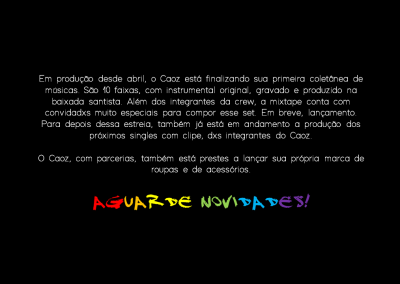 Em produção desde abril, o Caoz está finalizando sua primeira coletânea de
músicas. São 10 faixas, com instrumental original, gravado e produzido na
baixada santista. Além dos integrantes da crew, a mixtape conta com
convidadxs muito especiais para compor esse set. Em breve, lançamento.
Para depois dessa estreia, também já está em andamento a produção dos
próximos singles com clipe, dxs integrantes do Caoz.
O Caoz, com parcerias, também está prestes a lançar sua própria marca de
roupas e de acessórios.
AGUARDE NOVIDADES!